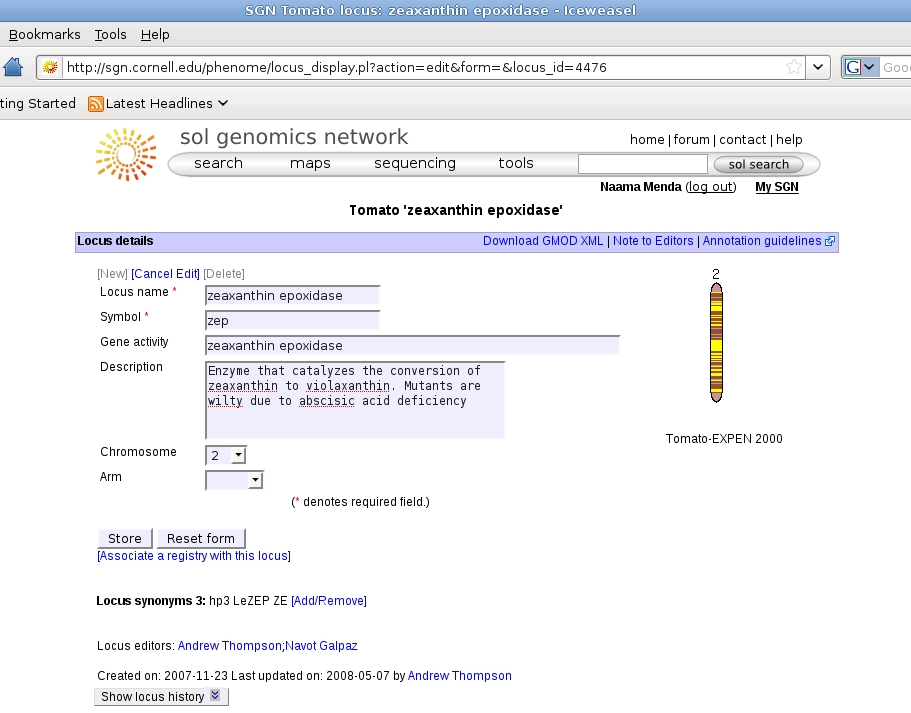 SGN Tomato locus: zeaxanthin epoxidase - Iceweasel
Bookmarks Tools Help
http://sgn.cornell.edu/phenome/locus_display.pl?action=edit&form=&locus_id=4476 G
ting Started Latest Headlines
sol genomics network
home | forum | contact | help
search maps sequencing tools sol search
Naama Menda (log out) My SGN
Tomato 'zeaxanthin epoxidase'
Locus details Download GMOD XML | Note to Editors | Annotation guidelines
[New] [Cancel Edit] [Delete] 2
Locus name * zeaxanthin epoxidase
Symbol * zep
Gene activity zeaxanthin epoxidase
Description Enzyme that catalyzes the conversion of
zeaxanthin to violaxanthin. Mutants are
wilty due to abscisic acid deficiency
Tomato-EXPEN 2000
Chromosome 2
Arm
(* denotes required field.)
Store Reset form
[Associate a registry with this locus]
Locus synonyms 3: hp3 LeZEP ZE [Add/Remove]
Locus editors: Andrew Thompson;Navot Galpaz
Created on: 2007-11-23 Last updated on: 2008-05-07 by Andrew Thompson
Show locus history